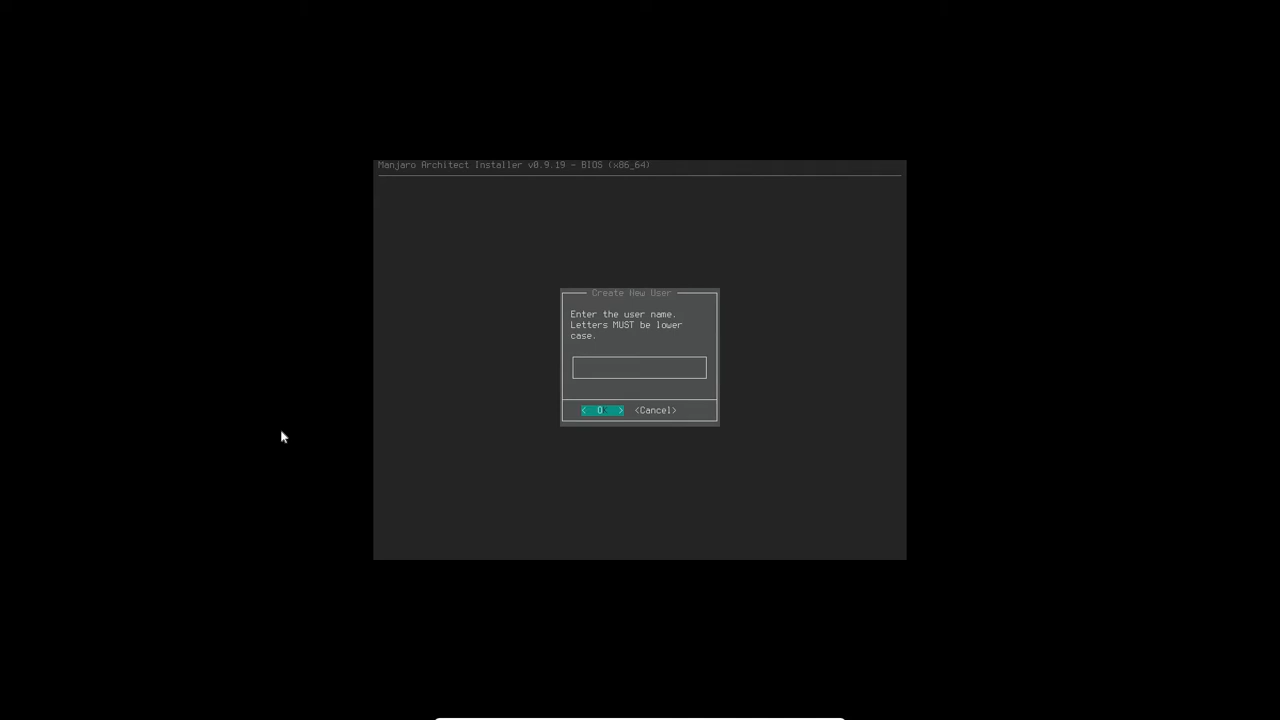 Manjaro Architect Installer v0.9.19 - BIOS (x86_64)
Create New User
Enter the user name.
Letters MUST be lower
case.
< OK > <Cancel>